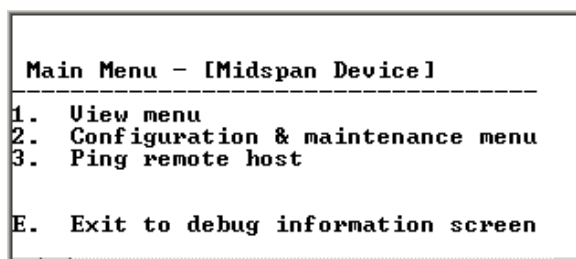 Main Menu - [Midspan Device]
1. View menu
2. Configuration & maintenance menu
3. Ping remote host
E. Exit to debug information screen